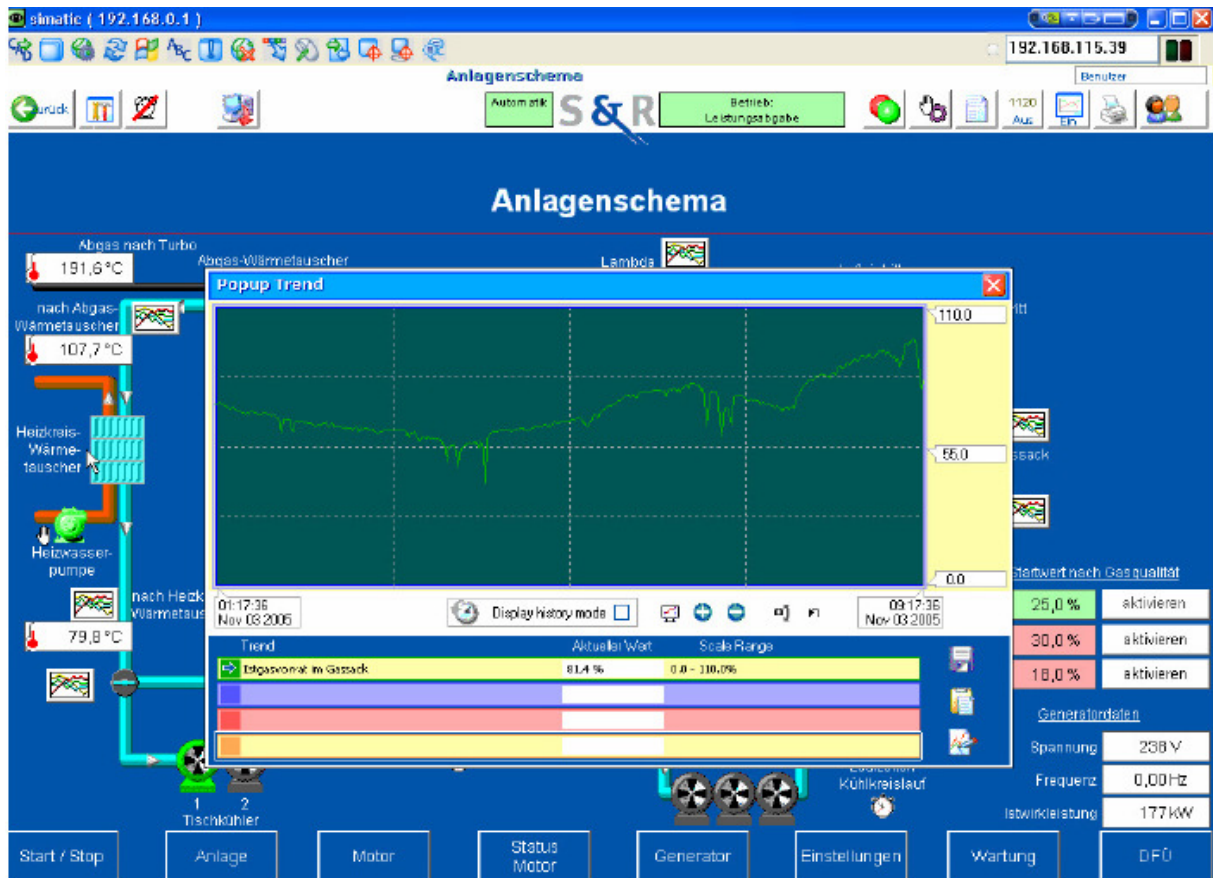 simatic ( 192.168.0.1 )
192.168.115.39
Anlagenschema
Benutzer
urück
Automatik
S & R
Betrieb:
Leistungsabgabe
1120
Aus
Ein
Anlagenschema
Abgas nach Turbo
191,6 °C
Abgas-Wärmetauscher
Lambda
Popup Trend
nach Abgas-
Wärmetauscher
107,7 °C
110.0
Heizkreis-
Wärme-
tauscher
55.0
ssack
Heizwasser-
pumpe
0.0
nach Heizk
Wärmetaus
79,8 °C
01:17:36
Nov 03 2005
Display history mode
09:17:36
Nov 03 2005
Trend
Aktueller Wert
Scale Range
Istgasvorrat im Gassack
81.4 %
0.0 - 110.0%
Startwert nach Gasqualität
25,0 %
aktivieren
30,0 %
aktivieren
18,0 %
aktivieren
Generatordaten
Spannung
238 V
Frequenz
0,00 Hz
Istwirkleistung
177 kW
Kühlkreislauf
1
2
Tischkühler
Start / Stop
Anlage
Motor
Status
Motor
Generator
Einstellungen
Wartung
DFÜ